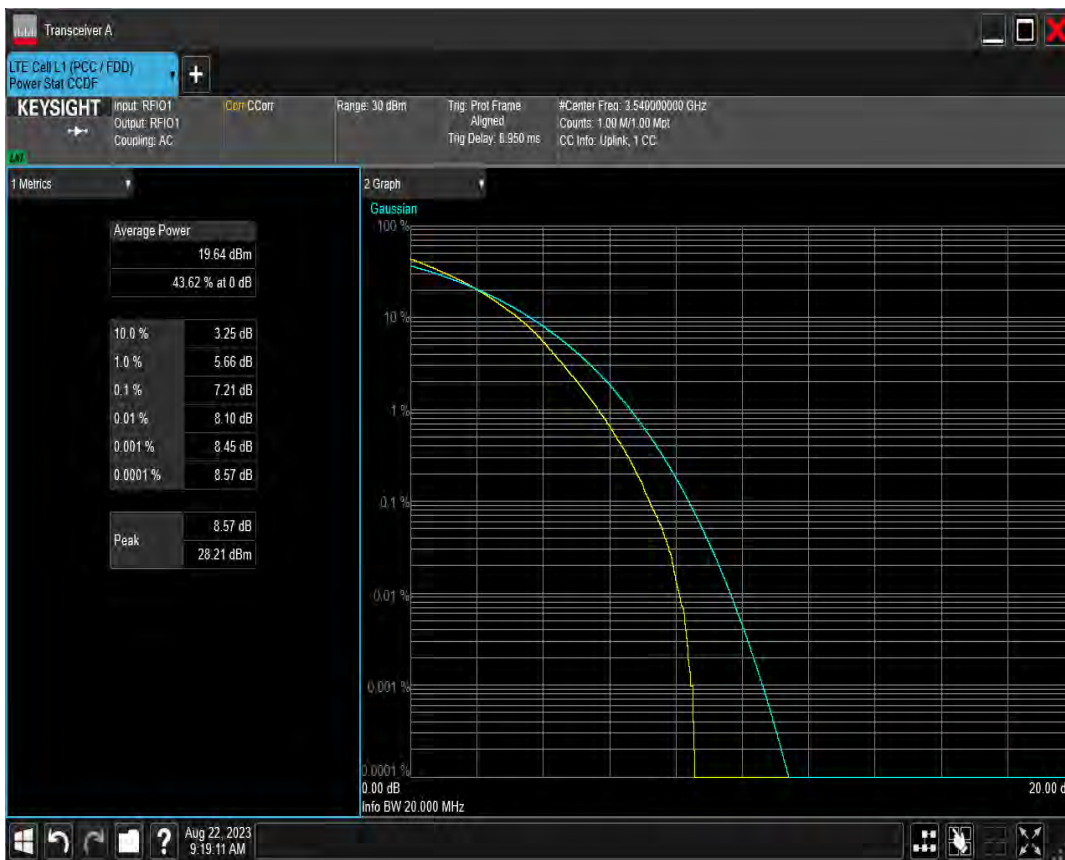 Transceiver A
LTE Cell L1 (PCC / FDD)
Power Stat CCDF
KEYSIGHT
Input: RFIO1
Output: RFIO1
Coupling: AC
Corr CCorr
Range: 30 dBm
Trig: Prot Frame
Aligned
Trig Delay: 8.950 ms
#Center Freq: 3.549000000 GHz
Counts: 1.00 M/1.00 Mpt
CC Info: Uplink, 1 CC
1 Metrics
Average Power
19.64 dBm
43.62 % at 0 dB
10.0 % 3.25 dB
1.0 % 5.66 dB
0.1 % 7.21 dB
0.01 % 8.10 dB
0.001 % 8.45 dB
0.0001 % 8.57 dB
Peak
8.57 dB
28.21 dBm
2 Graph
Gaussian
100 %
10 %
1 %
0.1 %
0.01 %
0.001 %
0.0001 %
0.00 dB
20.00 d
Info BW 20.000 MHz
?
Aug 22, 2023
9:19:11 AM